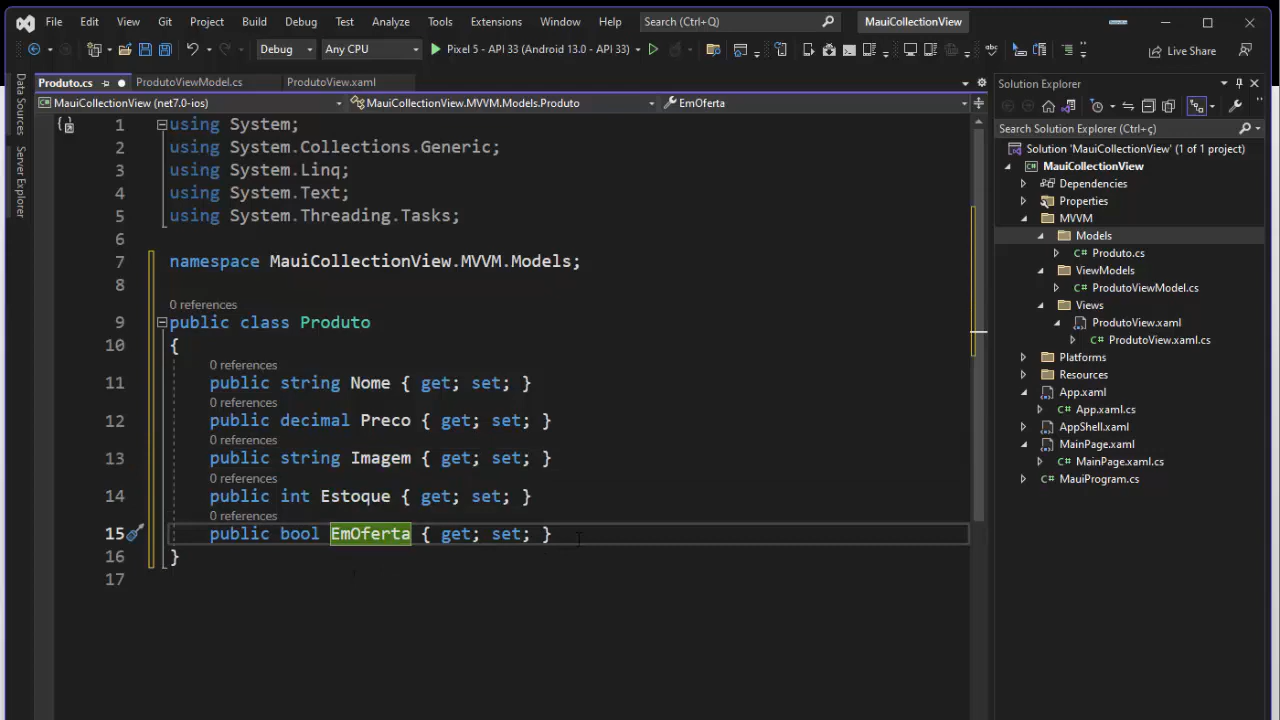 File Edit View Git Project Build Debug Test Analyze Tools Extensions Window Help Search (Ctrl+Q) MauiCollectionView
Debug Any CPU Pixel 5 - API 33 (Android 13.0 - API 33) Live Share
Data Sources
Server Explorer
Produto.cs ProdutoViewModel.cs ProdutoView.xaml
MauiCollectionView (net7.0-ios) MauiCollectionView.MVVM.Models.Produto EmOferta
1 using System;
2 using System.Collections.Generic;
3 using System.Linq;
4 using System.Text;
5 using System.Threading.Tasks;
6
7 namespace MauiCollectionView.MVVM.Models;
8
0 references
9 public class Produto
10 {
0 references
11 public string Nome { get; set; }
0 references
12 public decimal Preco { get; set; }
0 references
13 public string Imagem { get; set; }
0 references
14 public int Estoque { get; set; }
0 references
15 public bool EmOferta { get; set; }
16 }
17
Solution Explorer
Search Solution Explorer (Ctrl+ç)
Solution 'MauiCollectionView' (1 of 1 project)
MauiCollectionView
Dependencies
Properties
MVVM
Models
C# Produto.cs
ViewModels
C# ProdutoViewModel.cs
Views
ProdutoView.xaml
C# ProdutoView.xaml.cs
Platforms
Resources
App.xaml
C# App.xaml.cs
AppShell.xaml
MainPage.xaml
C# MainPage.xaml.cs
C# MauiProgram.cs